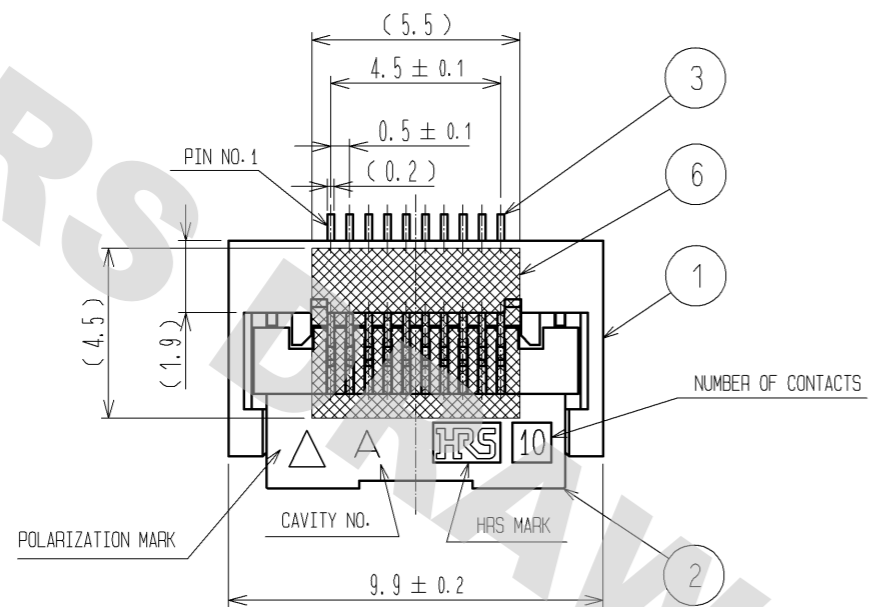 ( 5.5 )
4.5 ± 0.1
3
0.5 ± 0.1
PIN NO.1
( 0.2 )
6
1
( 4.5 )
( 1.9 )
NUMBER OF CONTACTS
A
HRS
10
POLARIZATION MARK
CAVITY NO.
HRS MARK
2
9.9 ± 0.2
RS DRAW